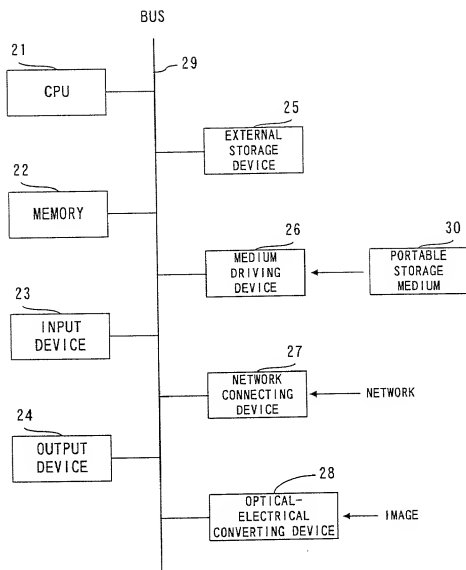 BUS
21
29
CPU
25
EXTERNAL
STORAGE
DEVICE
22
MEMORY
26
30
MEDIUM
DRIVING
DEVICE
PORTABLE
STORAGE
MEDIUM
23
INPUT
DEVICE
27
NETWORK
CONNECTING
DEVICE
NETWORK
24
OUTPUT
DEVICE
28
OPTICAL-
ELECTRICAL
CONVERTING DEVICE
IMAGE